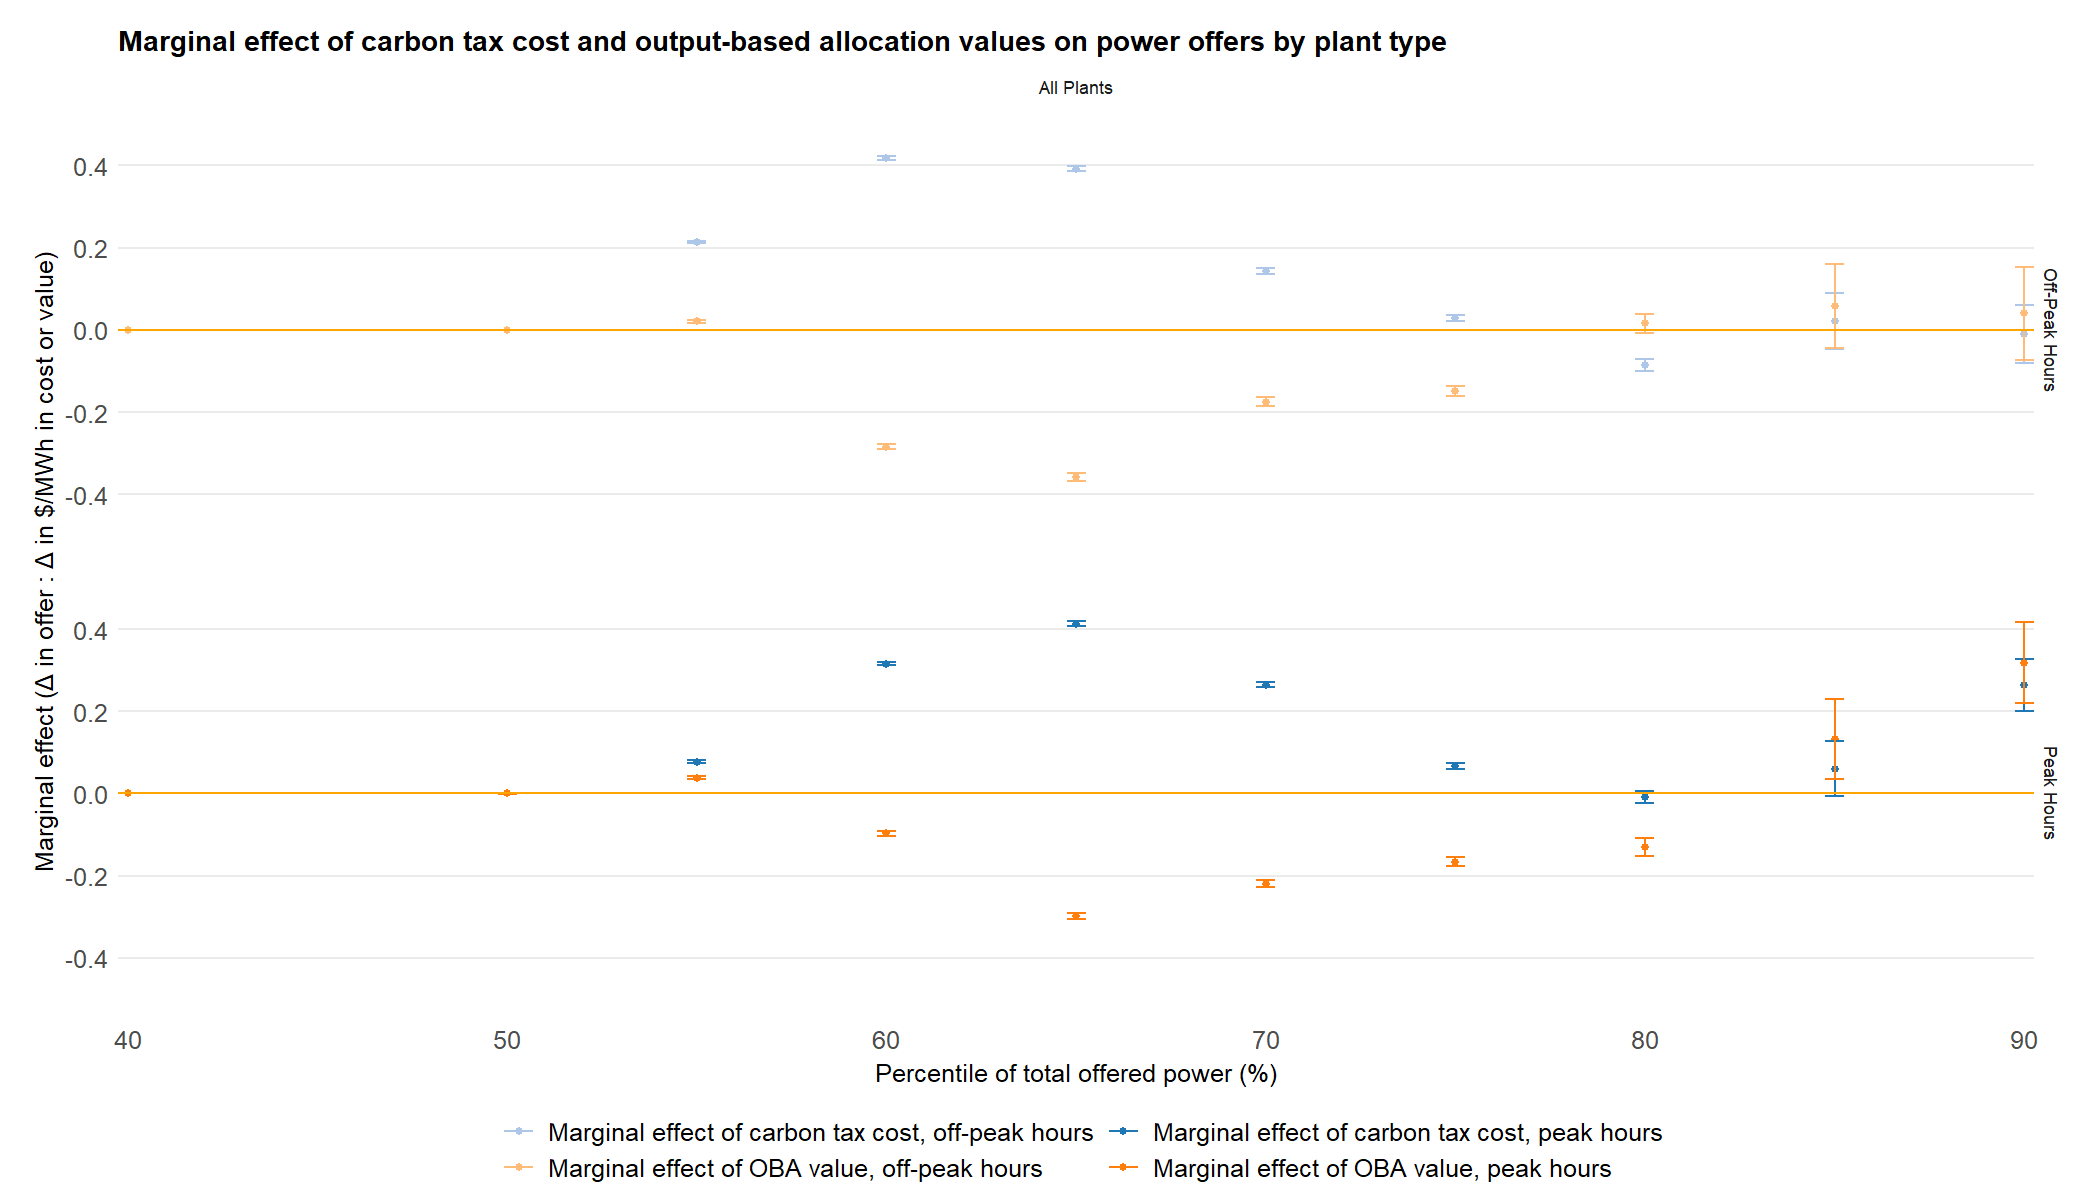 Marginal effect of carbon tax cost and output-based allocation values on power offers by plant type
All Plants
Marginal effect (Δ in offer : Δ in $/MWh in cost or value)
0.4
0.2
0.0
-0.2
-0.4
Off-Peak Hours
0.4
0.2
0.0
-0.2
-0.4
Peak Hours
40 50 60 70 80 90
Percentile of total offered power (%)
Marginal effect of carbon tax cost, off-peak hours Marginal effect of carbon tax cost, peak hours
Marginal effect of OBA value, off-peak hours Marginal effect of OBA value, peak hours